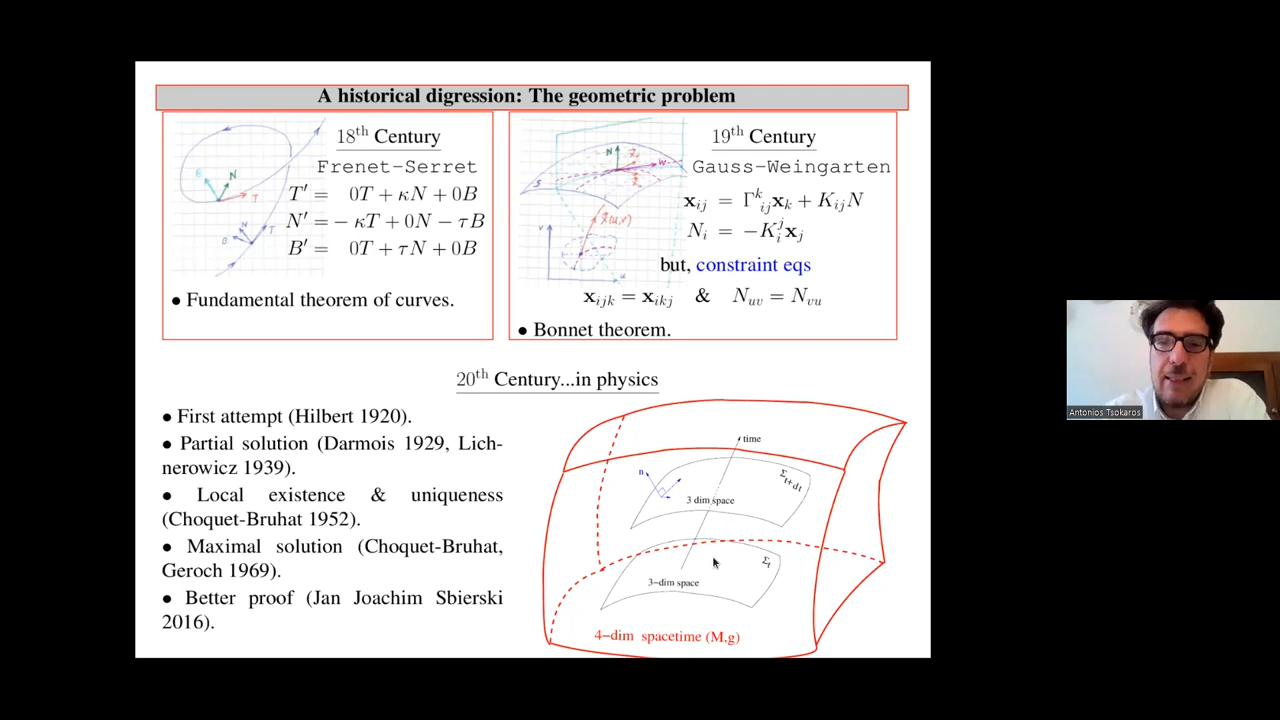 A historical digression: The geometric problem
18th Century
Frenet-Serret
T′ = 0T + κN + 0B
N′ = − κT + 0N − τB
B′ = 0T + τN + 0B
• Fundamental theorem of curves.
B
N
T
B
N
T
19th Century
Gauss-Weingarten
x_ij = Γ^k_ij x_k + K_ij N
N_i = −K_i^j x_j
but, constraint eqs
x_ijk = x_ikj & N_uv = N_vu
• Bonnet theorem.
N
W
S
x(u,v)
v
u
20th Century...in physics
• First attempt (Hilbert 1920).
• Partial solution (Darmois 1929, Lich-
nerowicz 1939).
• Local existence & uniqueness
(Choquet-Bruhat 1952).
• Maximal solution (Choquet-Bruhat,
Geroch 1969).
• Better proof (Jan Joachim Sbierski
2016).
time
n
Σt+dt
3 dim space
Σt
3−dim space
4−dim spacetime (M,g)
Antonios Tsokaros